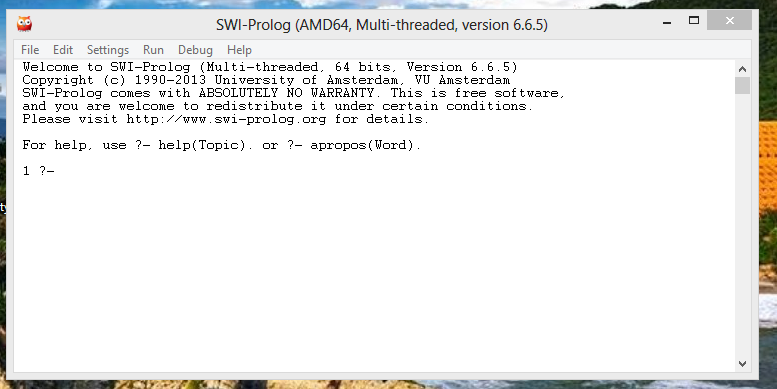 SWI-Prolog (AMD64, Multi-threaded, version 6.6.5)
File Edit Settings Run Debug Help
Welcome to SWI-Prolog (Multi-threaded, 64 bits, Version 6.6.5)
Copyright (c) 1990-2013 University of Amsterdam, VU Amsterdam
SWI-Prolog comes with ABSOLUTELY NO WARRANTY. This is free software,
and you are welcome to redistribute it under certain conditions.
Please visit http://www.swi-prolog.org for details.
For help, use ?- help(Topic). or ?- apropos(Word).
1 ?-